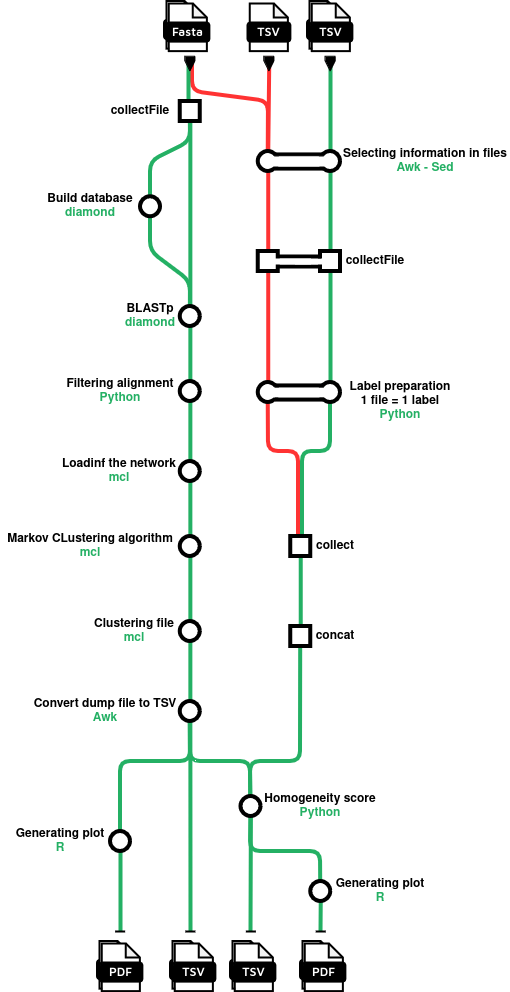 Fasta
TSV
TSV
collectFile
Selecting information in files
Awk - Sed
Build database
diamond
collectFile
BLASTp
diamond
Filtering alignment
Python
Label preparation
1 file = 1 label
Python
Loadinf the network
mcl
Markov CLustering algorithm
mcl
collect
Clustering file
mcl
concat
Convert dump file to TSV
Awk
Homogeneity score
Python
Generating plot
R
Generating plot
R
PDF
TSV
TSV
PDF